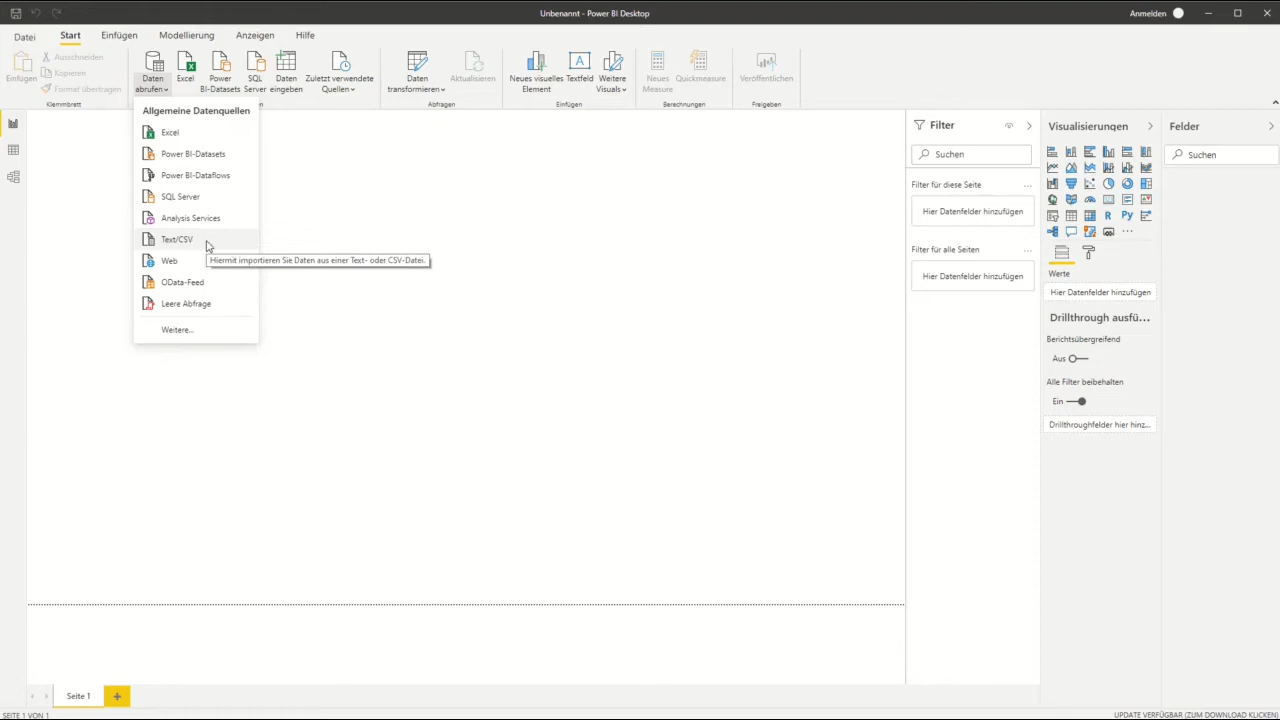 Unbenannt - Power BI Desktop
Anmelden
Datei
Start
Einfügen
Modellierung
Anzeigen
Hilfe
Einfügen
Ausschneiden
Kopieren
Format übertragen
Klemmbrett
Daten
abrufen
Excel
Power
BI-Datasets
SQL
Server
Daten
eingeben
Zuletzt verwendete
Quellen
Daten
transformieren
Aktualisieren
Abfragen
Neues visuelles
Element
Textfeld
Weitere
Visuals
Einfügen
Neues
Measure
Quickmeasure
Berechnungen
Veröffentlichen
Freigeben
Allgemeine Datenquellen
Excel
Power BI-Datasets
Power BI-Dataflows
SQL Server
Analysis Services
Text/CSV
Web
Hiermit importieren Sie Daten aus einer Text- oder CSV-Datei.
OData-Feed
Leere Abfrage
Weitere...
Filter
Suchen
Filter für diese Seite
...
Hier Datenfelder hinzufügen
Filter für alle Seiten
...
Hier Datenfelder hinzufügen
Visualisierungen
R
Py
...
Werte
Hier Datenfelder hinzufügen
Drillthrough ausfü...
Berichtsübergreifend
Aus
Alle Filter beibehalten
Ein
Drillthroughfelder hier hinz...
Felder
Suchen
Seite 1
+
SEITE 1 VON 1
UPDATE VERFÜGBAR (ZUM DOWNLOAD KLICKEN)